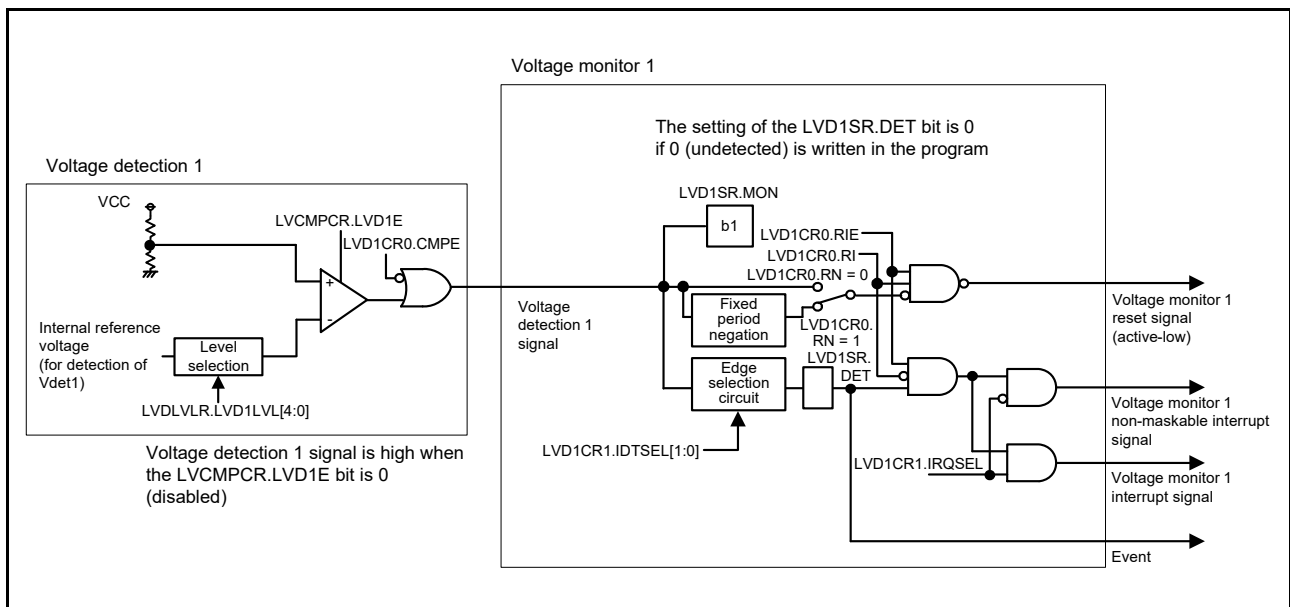 Voltage monitor 1
The setting of the LVD1SR.DET bit is 0
if 0 (undetected) is written in the program
Voltage detection 1
VCC
LVCMPCR.LVD1E
LVD1CR0.CMPE
+
-
Internal reference
voltage
(for detection of
Vdet1)
Level
selection
LVDLVLR.LVD1LVL[4:0]
Voltage detection 1 signal is high when
the LVCMPCR.LVD1E bit is 0
(disabled)
Voltage
detection 1
signal
LVD1SR.MON
b1
LVD1CR0.RIE
LVD1CR0.RI
LVD1CR0.RN = 0
Fixed
period
negation
LVD1CR0.
RN = 1
LVD1SR.
DET
Edge
selection
circuit
LVD1CR1.IDTSEL[1:0]
LVD1CR1.IRQSEL
Voltage monitor 1
reset signal
(active-low)
Voltage monitor 1
non-maskable interrupt
signal
Voltage monitor 1
interrupt signal
Event